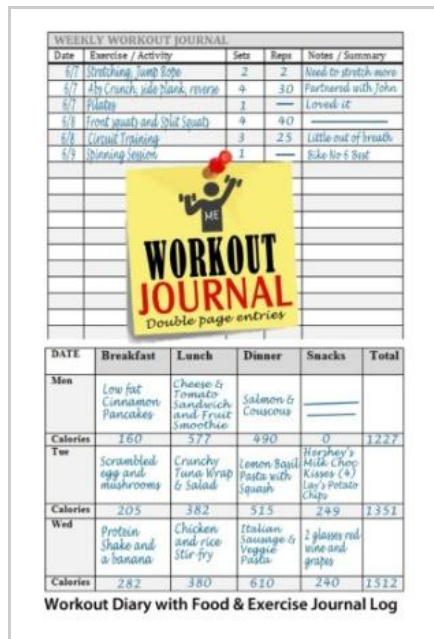 WEEKLY WORKOUT JOURNAL
Date Exercise / Activity Sets Reps Notes / Summary
6/7 Stretching, Jump Rope 2 2 Need to stretch more
6/7 Abs Crunch, side plank, reverse 4 30 Partnered with John
6/7 Pilates 1 — Loved it
6/8 Front squats and Split Squats 4 40 —
6/8 Circuit Training 3 25 Little out of breath
6/9 Spinning Session 1 — Bike No 6 Best
ME
WORKOUT
JOURNAL
Double page entries
DATE Breakfast Lunch Dinner Snacks Total
Mon
Low fat
Cinnamon
Pancakes
Cheese &
Tomato
Sandwich
and Fruit
Smoothie
Salmon &
Couscous
Calories 160 577 490 0 1227
Tue
Scrambled
egg and
mushrooms
Crunchy
Tuna Wrap
& Salad
Lemon Basil
Pasta with
Squash
Hershey's
Milk Choc
Kisses (4)
Lay's Potato
Chips
Calories 205 382 515 249 1351
Wed
Protein
Shake and
a banana
Chicken
and rice
Stir-fry
Italian
Sausage &
Veggie
Pasta
2 glasses red
wine and
grapes
Calories 282 380 610 240 1512
Workout Diary with Food & Exercise Journal Log